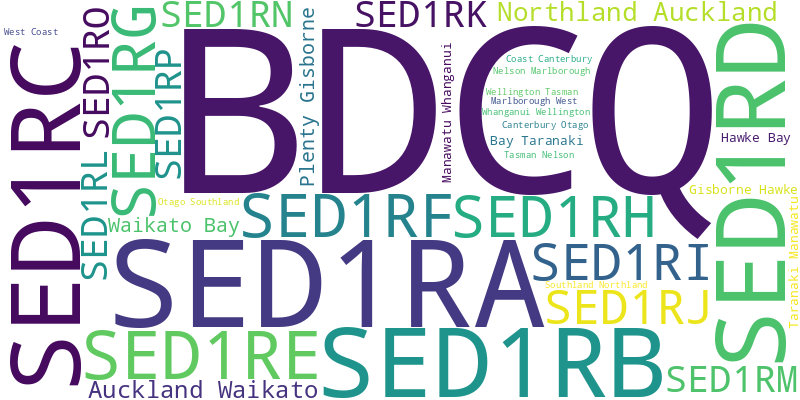 BDCQ
SED1RN
SED1RK
Northland Auckland
West Coast
SED1RO
SED1RG
SED1RP
Plenty Gisborne
Manawatu Whanganui
Coast Canterbury
Nelson Marlborough
Wellington Tasman
Marlborough West
Whanganui Wellington
Canterbury Otago
Bay Taranaki
Tasman Nelson
SED1RC
SED1RD
Hawke Bay
SED1RL
Otago Southland
Waikato Bay
SED1RF
SED1RH
Gisborne Hawke
Taranaki Manawatu
SED1RA
SED1RI
Southland Northland
SED1RJ
SED1RE
SED1RB
SED1RM
Auckland Waikato